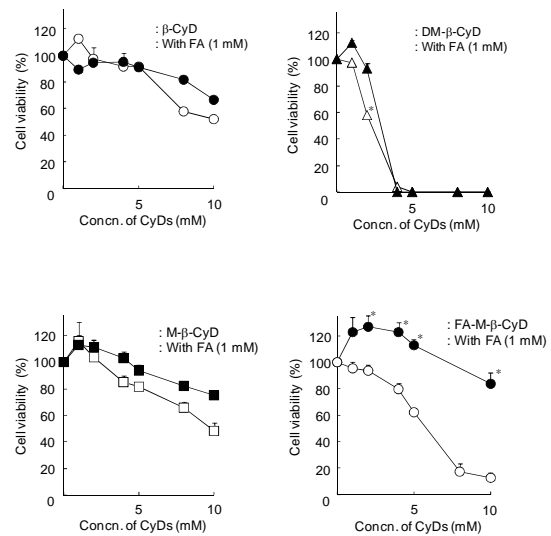 : β-CyD
: With FA (1 mM)
120
100
80
60
40
20
0
Cell viability (%)
5
10
Concn. of CyDs (mM)
: DM-β-CyD
: With FA (1 mM)
120
100
80
60
40
20
0
Cell viability (%)
*
5
10
Concn. of CyDs (mM)
: M-β-CyD
: With FA (1 mM)
120
100
80
60
40
20
0
Cell viability (%)
5
10
Concn. of CyDs (mM)
: FA-M-β-CyD
: With FA (1 mM)
120
100
80
60
40
20
0
Cell viability (%)
*
*
*
*
5
10
Concn. of CyDs (mM)